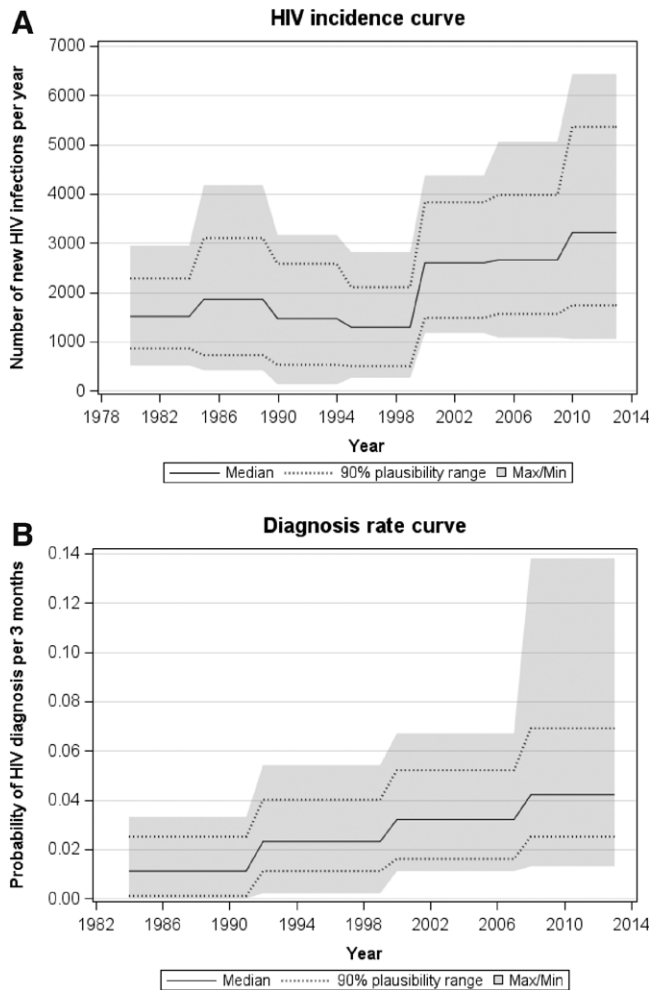 A
HIV incidence curve
Number of new HIV infections per year
7000
6000
5000
4000
3000
2000
1000
0
1978 1982 1986 1990 1994 1998 2002 2006 2010 2014
Year
Median 90% plausibility range Max/Min
B
Diagnosis rate curve
Probability of HIV diagnosis per 3 months
0.14
0.12
0.10
0.08
0.06
0.04
0.02
0.00
1982 1986 1990 1994 1998 2002 2006 2010 2014
Year
Median 90% plausibility range Max/Min